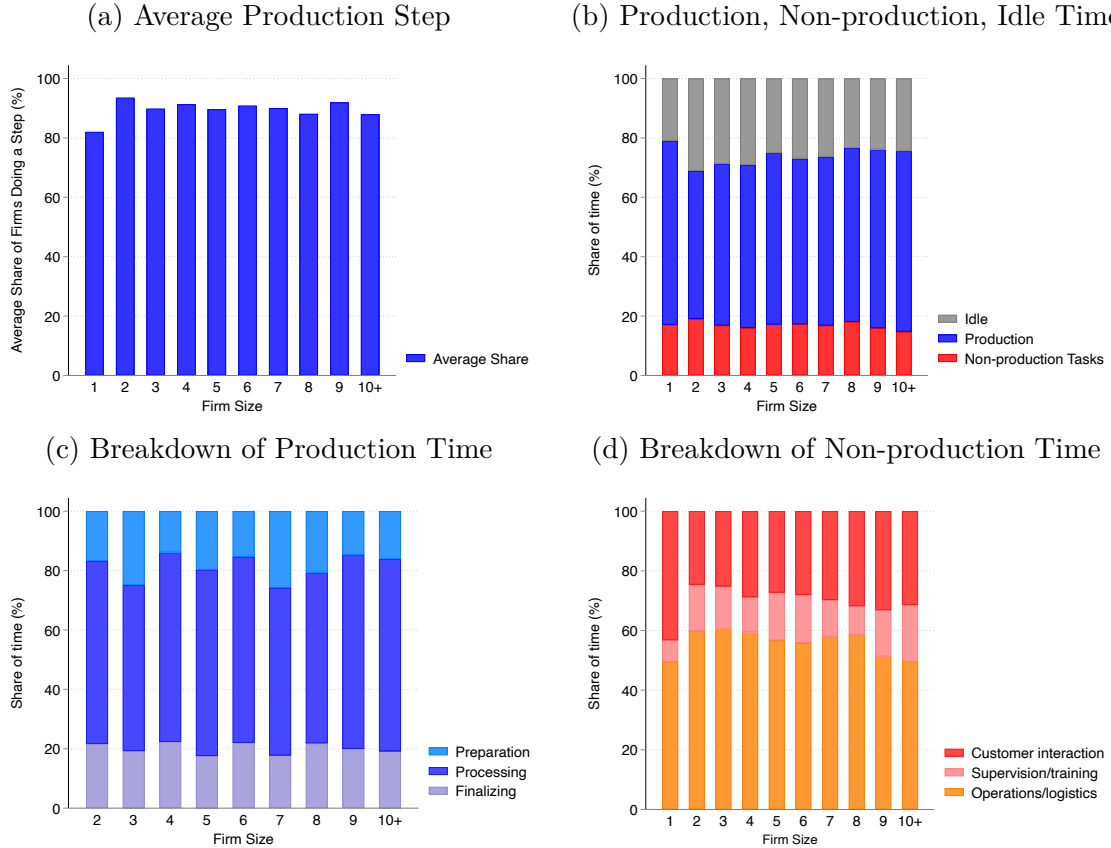 (a) Average Production Step
Average Share of Firms Doing a Step (%)
100
80
60
40
20
0
1 2 3 4 5 6 7 8 9 10+
Firm Size
Average Share
(b) Production, Non-production, Idle Time
Share of time (%)
100
80
60
40
20
0
1 2 3 4 5 6 7 8 9 10+
Firm Size
Idle
Production
Non-production Tasks
(c) Breakdown of Production Time
Share of time (%)
100
80
60
40
20
0
2 3 4 5 6 7 8 9 10+
Firm Size
Preparation
Processing
Finalizing
(d) Breakdown of Non-production Time
Share of time (%)
100
80
60
40
20
0
1 2 3 4 5 6 7 8 9 10+
Firm Size
Customer interaction
Supervision/training
Operations/logistics